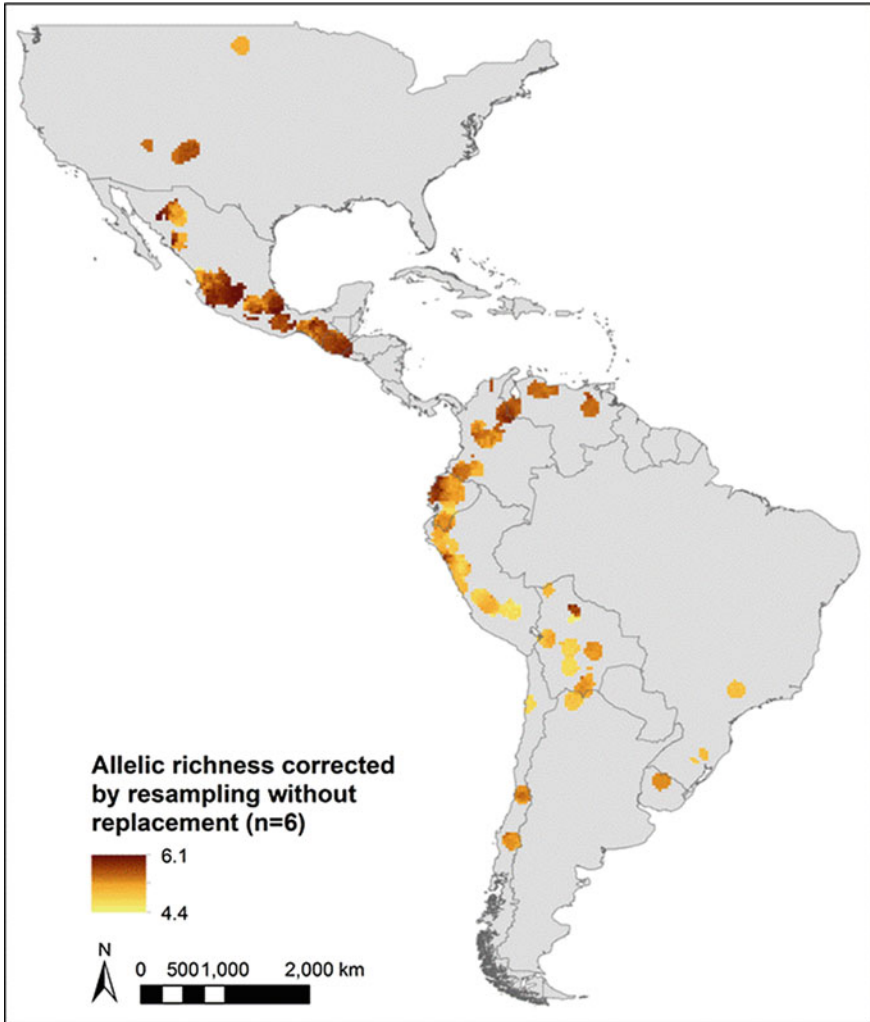 Allelic richness corrected
by resampling without
replacement (n=6)
6.1
4.4
N
0 5001,000 2,000 km